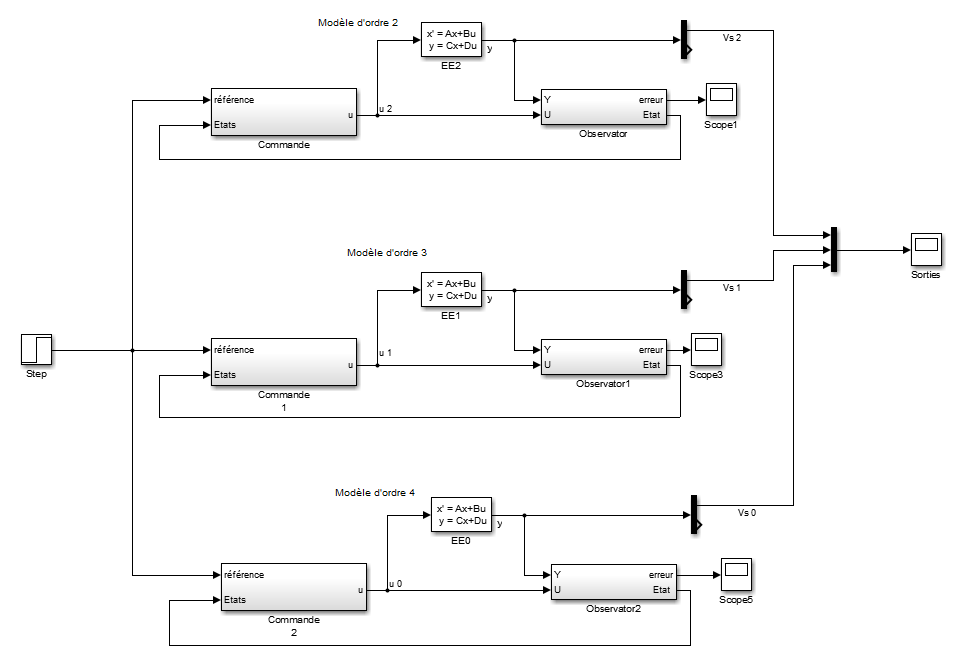 Modèle d'ordre 2
x' = Ax+Bu
y = Cx+Du
y
EE2
Vs 2
référence
Etats
u
Commande
u 2
Y
U
erreur
Etat
Observator
Scope1
Sorties
Modèle d'ordre 3
x' = Ax+Bu
y = Cx+Du
y
EE1
Vs 1
Step
référence
Etats
u
Commande
1
u 1
Y
U
erreur
Etat
Observator1
Scope3
Modèle d'ordre 4
x' = Ax+Bu
y = Cx+Du
y
EE0
Vs 0
référence
Etats
u
Commande
2
u 0
Y
U
erreur
Etat
Observator2
Scope5